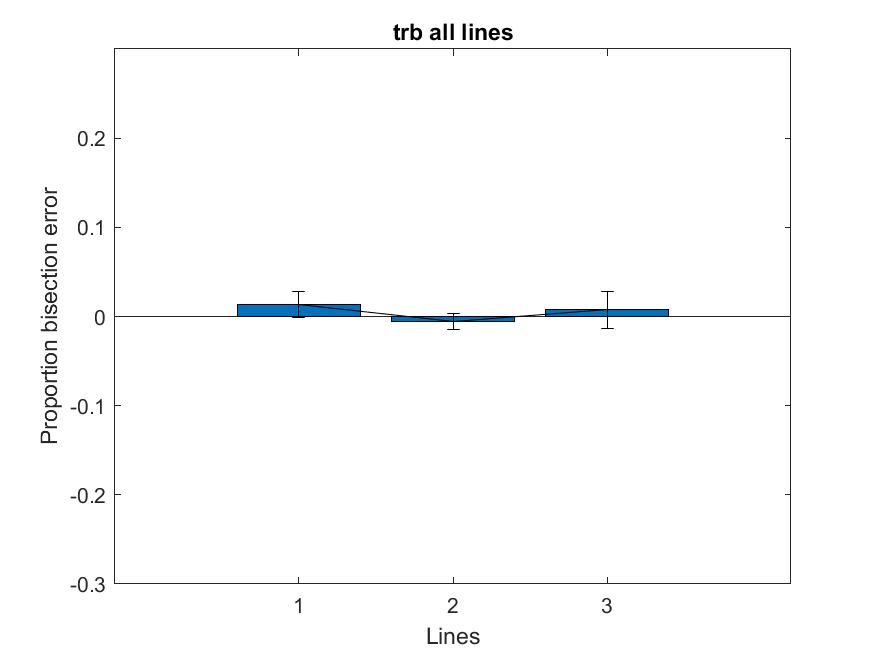 trb all lines
Proportion bisection error
0.2
0.1
0
-0.1
-0.2
-0.3
1 2 3
Lines